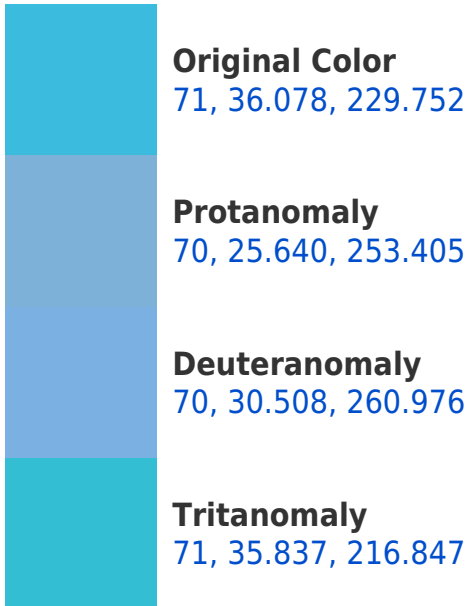 Original Color
71, 36.078, 229.752
Protanomaly
70, 25.640, 253.405
Deuteranomaly
70, 30.508, 260.976
Tritanomaly
71, 35.837, 216.847